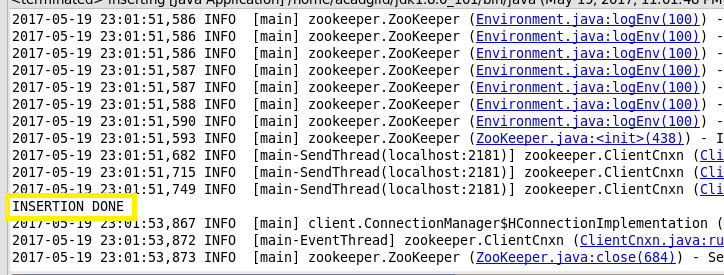 <terminated> Inserting [Java Application] /home/acadgild/jdk1.8.0_101/bin/java (May 19, 2017, 11:01:48 PM
2017-05-19 23:01:51,586 INFO  [main] zookeeper.ZooKeeper (Environment.java:logEnv(100)) -
2017-05-19 23:01:51,586 INFO  [main] zookeeper.ZooKeeper (Environment.java:logEnv(100)) -
2017-05-19 23:01:51,586 INFO  [main] zookeeper.ZooKeeper (Environment.java:logEnv(100)) -
2017-05-19 23:01:51,587 INFO  [main] zookeeper.ZooKeeper (Environment.java:logEnv(100)) -
2017-05-19 23:01:51,587 INFO  [main] zookeeper.ZooKeeper (Environment.java:logEnv(100)) -
2017-05-19 23:01:51,588 INFO  [main] zookeeper.ZooKeeper (Environment.java:logEnv(100)) -
2017-05-19 23:01:51,590 INFO  [main] zookeeper.ZooKeeper (Environment.java:logEnv(100)) -
2017-05-19 23:01:51,593 INFO  [main] zookeeper.ZooKeeper (ZooKeeper.java:<init>(438)) - I
2017-05-19 23:01:51,682 INFO  [main-SendThread(localhost:2181)] zookeeper.ClientCnxn (Cli
2017-05-19 23:01:51,715 INFO  [main-SendThread(localhost:2181)] zookeeper.ClientCnxn (Cli
2017-05-19 23:01:51,749 INFO  [main-SendThread(localhost:2181)] zookeeper.ClientCnxn (Cli
INSERTION DONE
2017-05-19 23:01:53,867 INFO  [main] client.ConnectionManager$HConnectionImplementation (
2017-05-19 23:01:53,872 INFO  [main-EventThread] zookeeper.ClientCnxn (ClientCnxn.java:ru
2017-05-19 23:01:53,873 INFO  [main] zookeeper.ZooKeeper (ZooKeeper.java:close(684)) - Se